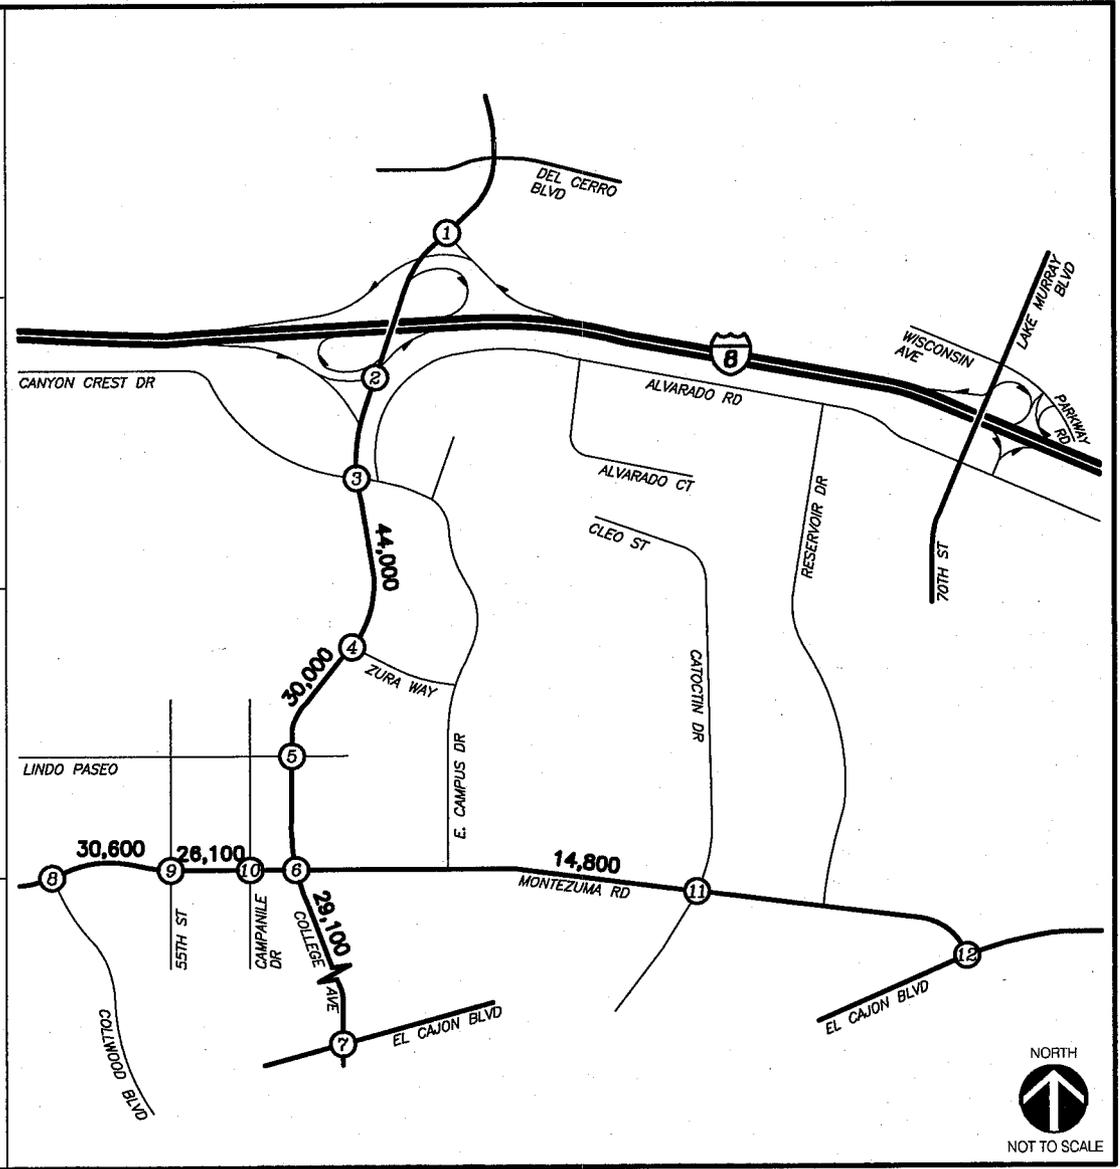 DEL CERRO
BLVD
1
LAKE MURRAY
BLVD
8
WISCONSIN
AVE
2
CANYON CREST DR
ALVARADO RD
PARKWAY
RD
3
ALVARADO CT
44,000
CLEO ST
RESERVOIR DR
70TH ST
4
30,000
ZURA WAY
CATOCTIN DR
5
LINDO PASEO
E. CAMPUS DR
30,600
26,100
14,800
8
9
10
6
MONTEZUMA RD
11
55TH ST
CAMPANILE
DR
29,100
COLLEGE
AVE
12
EL CAJON BLVD
EL CAJON BLVD
7
COLLWOOD BLVD
NORTH
NOT TO SCALE